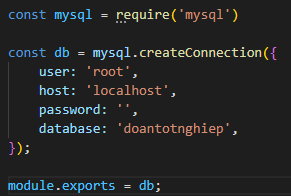 const mysql = require('mysql')
const db = mysql.createConnection({
    user: 'root',
    host: 'localhost',
    password: '',
    database: 'doantotnghiep',
});
module.exports = db;